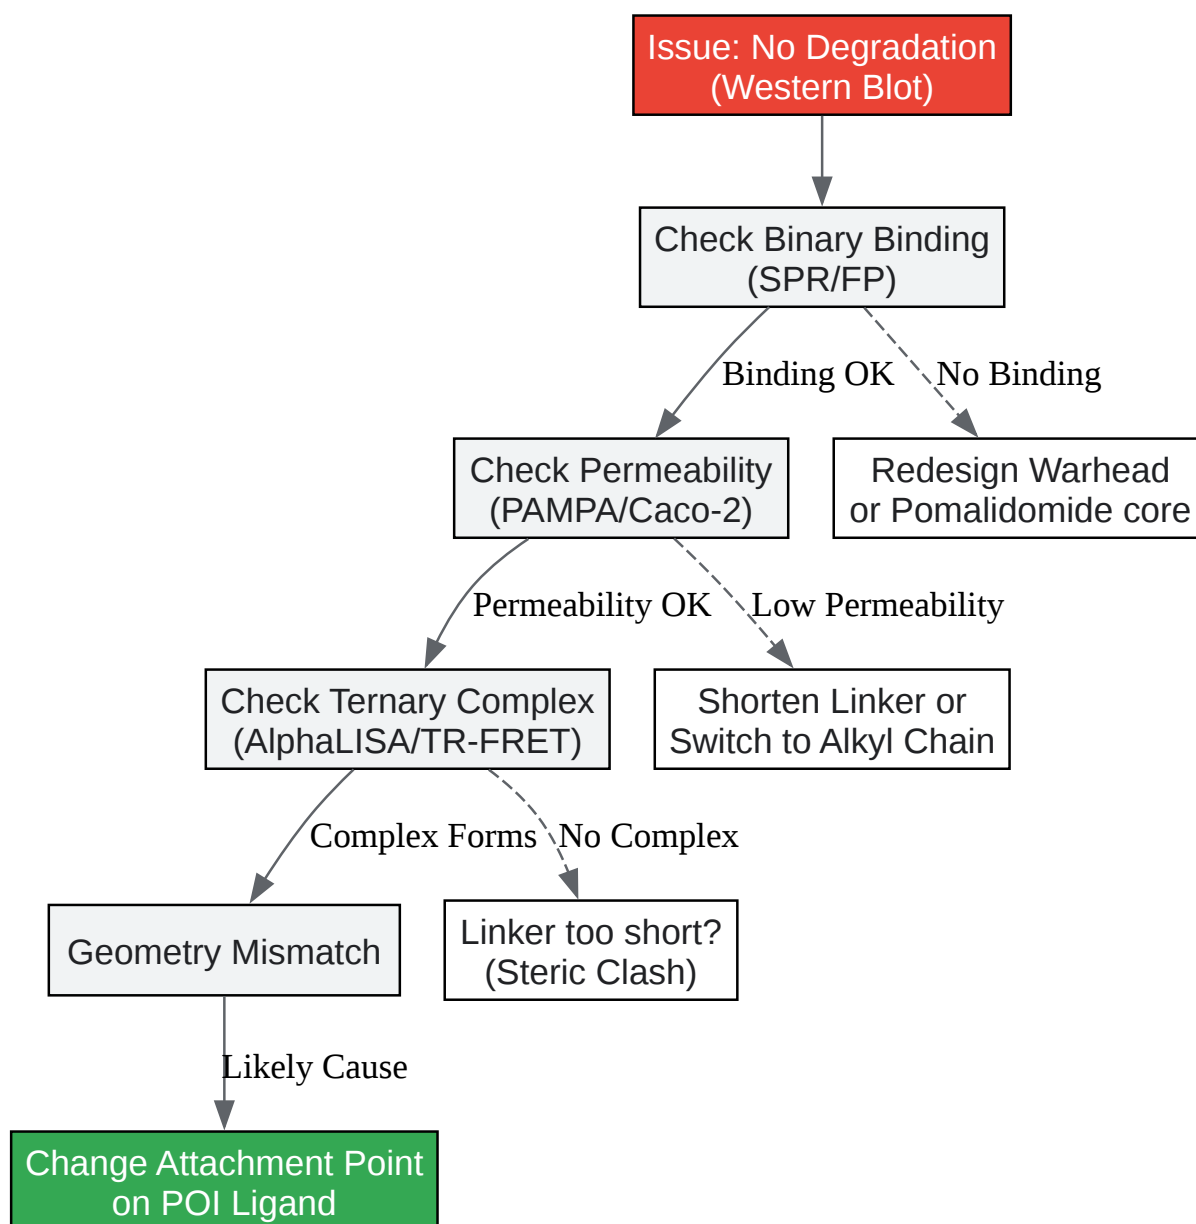 Issue: No Degradation
(Western Blot)
Check Binary Binding
(SPR/FP)
Binding OK
No Binding
Check Permeability
(PAMPA/Caco-2)
Redesign Warhead
or Pomalidomide core
Permeability OK
Low Permeability
Check Ternary Complex
(AlphaLISA/TR-FRET)
Shorten Linker or
Switch to Alkyl Chain
Complex Forms
No Complex
Geometry Mismatch
Linker too short?
(Steric Clash)
Likely Cause
Change Attachment Point
on POI Ligand